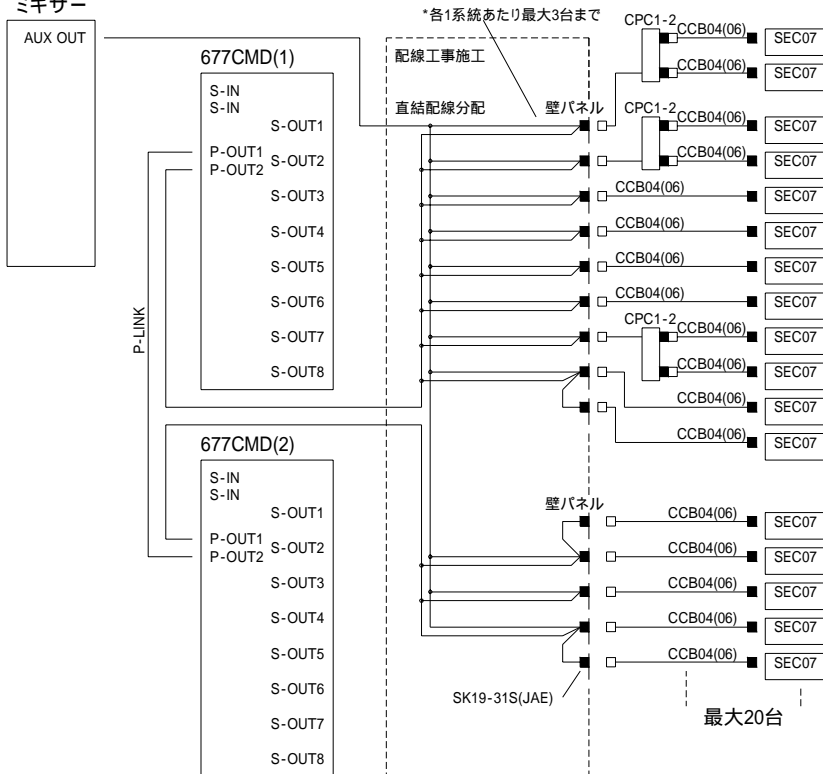 ミキサー
AUX OUT
*各1系統あたり最大3台まで
677CMD(1)
配線工事施工
直結配線分配
壁パネル
S-IN
S-IN
S-OUT1
P-OUT1
S-OUT2
P-OUT2
S-OUT3
S-OUT4
S-OUT5
S-OUT6
S-OUT7
S-OUT8
P-LINK
CPC1-2
CCB04(06)
SEC07
CCB04(06)
SEC07
CPC1-2
CCB04(06)
SEC07
CCB04(06)
SEC07
CCB04(06)
SEC07
CCB04(06)
SEC07
CCB04(06)
SEC07
CCB04(06)
SEC07
CPC1-2
CCB04(06)
SEC07
CCB04(06)
SEC07
CCB04(06)
SEC07
CCB04(06)
SEC07
677CMD(2)
S-IN
S-IN
S-OUT1
P-OUT1
S-OUT2
P-OUT2
S-OUT3
S-OUT4
S-OUT5
S-OUT6
S-OUT7
S-OUT8
壁パネル
CCB04(06)
SEC07
CCB04(06)
SEC07
CCB04(06)
SEC07
CCB04(06)
SEC07
CCB04(06)
SEC07
SK19-31S(JAE)
最大20台